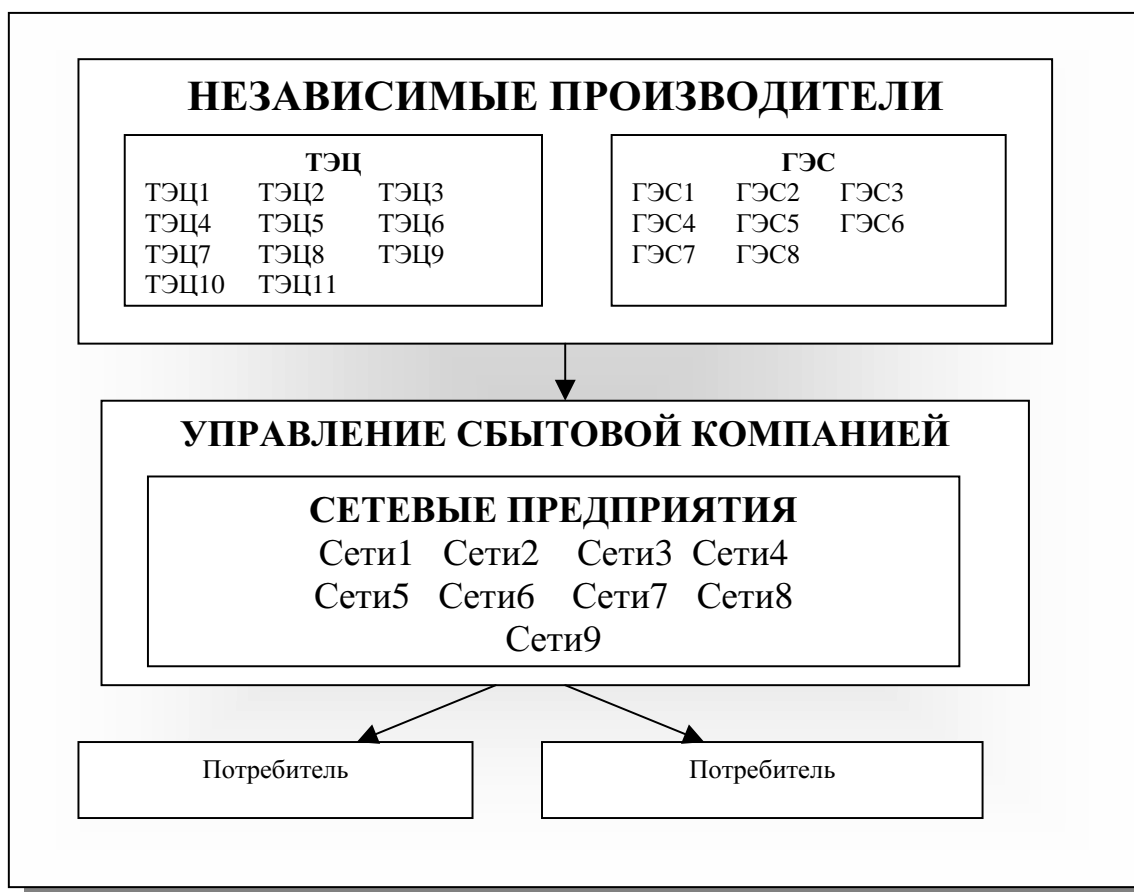 НЕЗАВИСИМЫЕ ПРОИЗВОДИТЕЛИ
ТЭЦ
ТЭЦ1 ТЭЦ2 ТЭЦ3
ТЭЦ4 ТЭЦ5 ТЭЦ6
ТЭЦ7 ТЭЦ8 ТЭЦ9
ТЭЦ10 ТЭЦ11
ГЭС
ГЭС1 ГЭС2 ГЭС3
ГЭС4 ГЭС5 ГЭС6
ГЭС7 ГЭС8
УПРАВЛЕНИЕ СБЫТОВОЙ КОМПАНИЕЙ
СЕТЕВЫЕ ПРЕДПРИЯТИЯ
Сети1 Сети2 Сети3 Сети4
Сети5 Сети6 Сети7 Сети8
Сети9
Потребитель
Потребитель